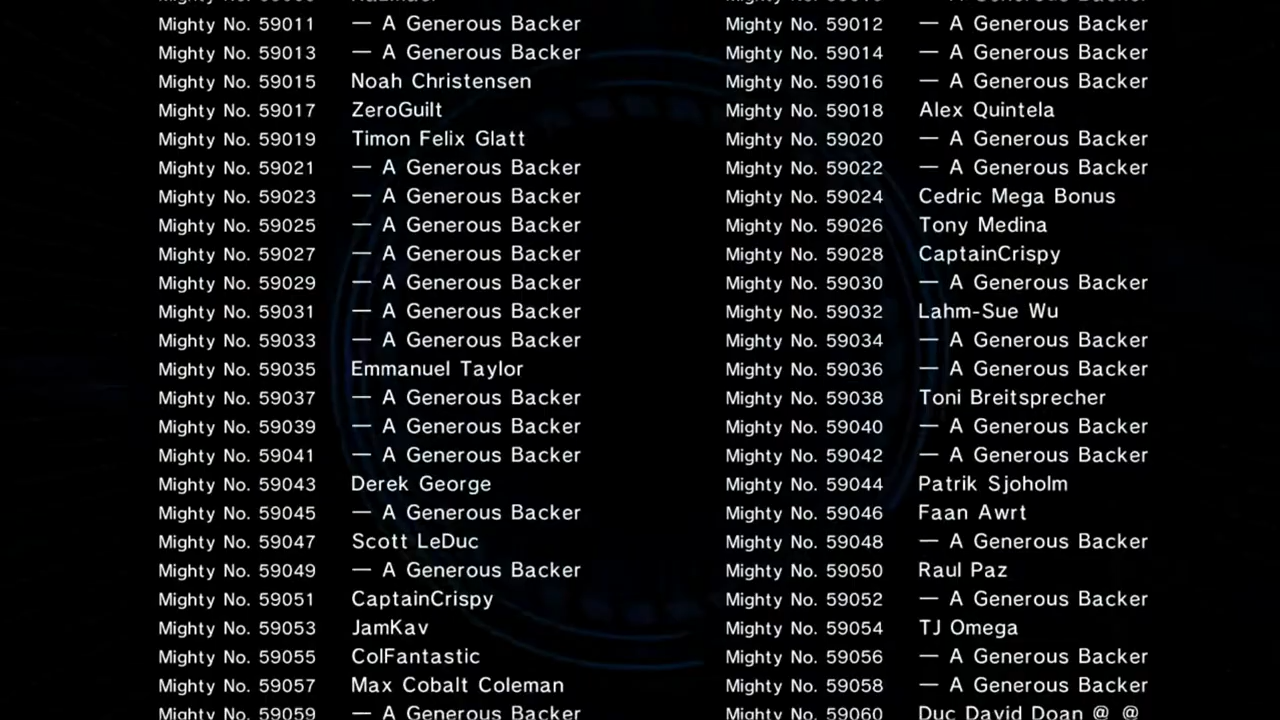 Mighty No. 59011 — A Generous Backer Mighty No. 59012 — A Generous Backer
Mighty No. 59013 — A Generous Backer Mighty No. 59014 — A Generous Backer
Mighty No. 59015 Noah Christensen Mighty No. 59016 — A Generous Backer
Mighty No. 59017 ZeroGuilt Mighty No. 59018 Alex Quintela
Mighty No. 59019 Timon Felix Glatt Mighty No. 59020 — A Generous Backer
Mighty No. 59021 — A Generous Backer Mighty No. 59022 — A Generous Backer
Mighty No. 59023 — A Generous Backer Mighty No. 59024 Cedric Mega Bonus
Mighty No. 59025 — A Generous Backer Mighty No. 59026 Tony Medina
Mighty No. 59027 — A Generous Backer Mighty No. 59028 CaptainCrispy
Mighty No. 59029 — A Generous Backer Mighty No. 59030 — A Generous Backer
Mighty No. 59031 — A Generous Backer Mighty No. 59032 Lahm-Sue Wu
Mighty No. 59033 — A Generous Backer Mighty No. 59034 — A Generous Backer
Mighty No. 59035 Emmanuel Taylor Mighty No. 59036 — A Generous Backer
Mighty No. 59037 — A Generous Backer Mighty No. 59038 Toni Breitsprecher
Mighty No. 59039 — A Generous Backer Mighty No. 59040 — A Generous Backer
Mighty No. 59041 — A Generous Backer Mighty No. 59042 — A Generous Backer
Mighty No. 59043 Derek George Mighty No. 59044 Patrik Sjoholm
Mighty No. 59045 — A Generous Backer Mighty No. 59046 Faan Awrt
Mighty No. 59047 Scott LeDuc Mighty No. 59048 — A Generous Backer
Mighty No. 59049 — A Generous Backer Mighty No. 59050 Raul Paz
Mighty No. 59051 CaptainCrispy Mighty No. 59052 — A Generous Backer
Mighty No. 59053 JamKav Mighty No. 59054 TJ Omega
Mighty No. 59055 ColFantastic Mighty No. 59056 — A Generous Backer
Mighty No. 59057 Max Cobalt Coleman Mighty No. 59058 — A Generous Backer
Mighty No. 59059 — A Generous Backer Mighty No. 59060 Duc David Doan @_@